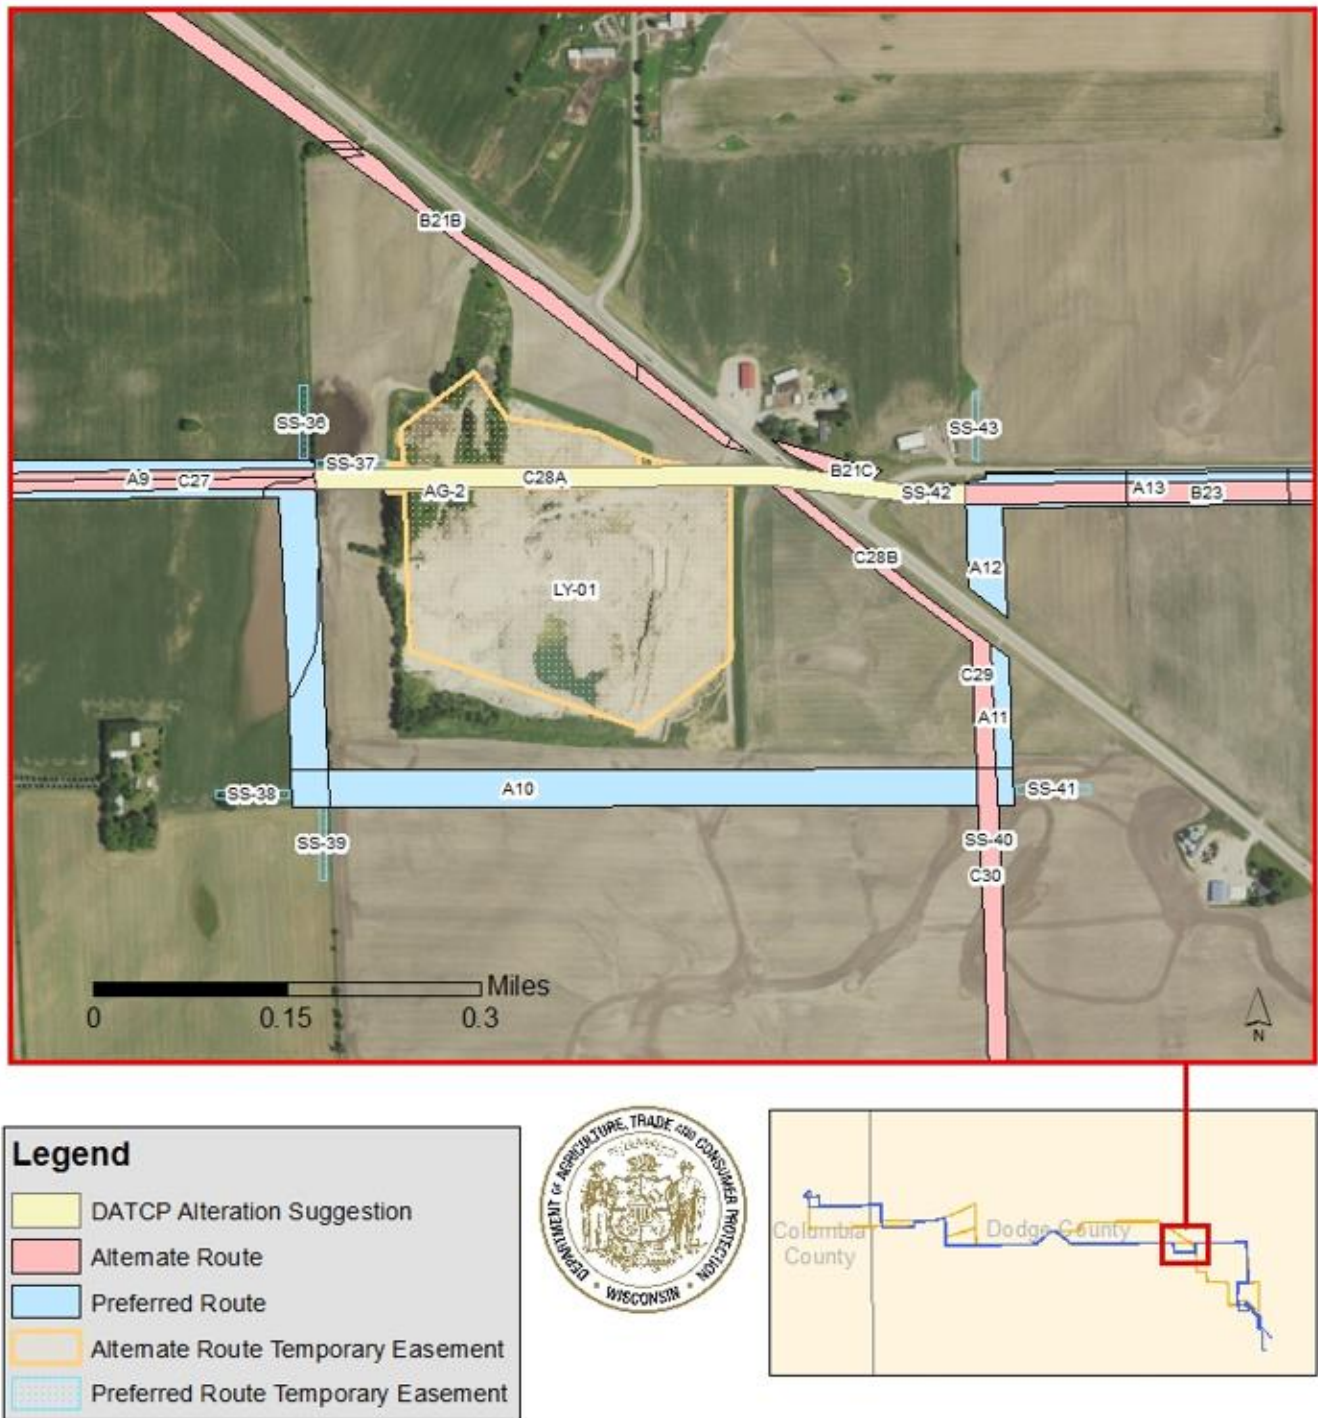 B21B
SS-36
SS-43
SS-37
B21C
A9
C27
C28A
AG-2
SS-42
A13
B23
C28B
A12
LY-01
C29
A11
SS-38
A10
SS-41
SS-39
SS-40
C30
Miles
0
0.15
0.3
N
Legend
DATCP Alteration Suggestion
Alternate Route
Preferred Route
Alternate Route Temporary Easement
Preferred Route Temporary Easement
DEPARTMENT OF AGRICULTURE, TRADE AND CONSUMER PROTECTION
WISCONSIN
Columbia
County
Dodge County